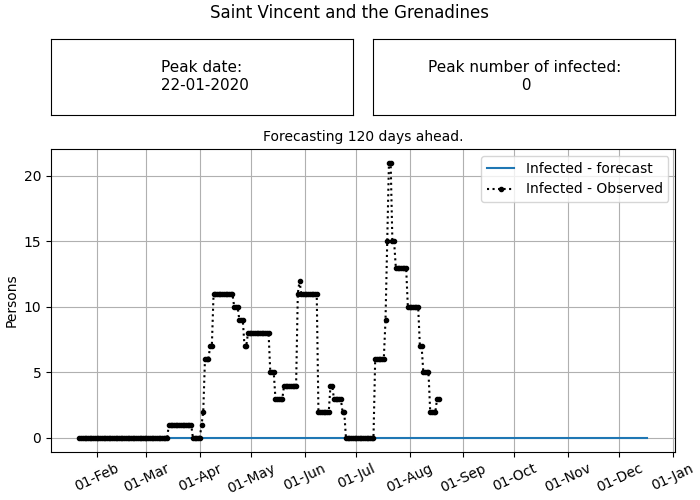 Saint Vincent and the Grenadines
Peak date:
22-01-2020
Peak number of infected:
0
Forecasting 120 days ahead.
Infected - forecast
Infected - Observed
Persons
20
15
10
5
0
01-Feb
01-Mar
01-Apr
01-May
01-Jun
01-Jul
01-Aug
01-Sep
01-Oct
01-Nov
01-Dec
01-Jan